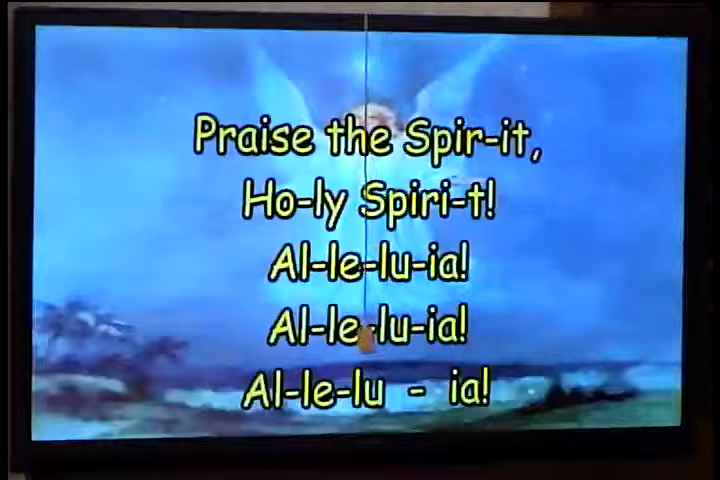 Praise the Spir-it,
Ho-ly Spiri-t!
Al-le-lu-ia!
Al-le-lu-ia!
Al-le-lu - ia!